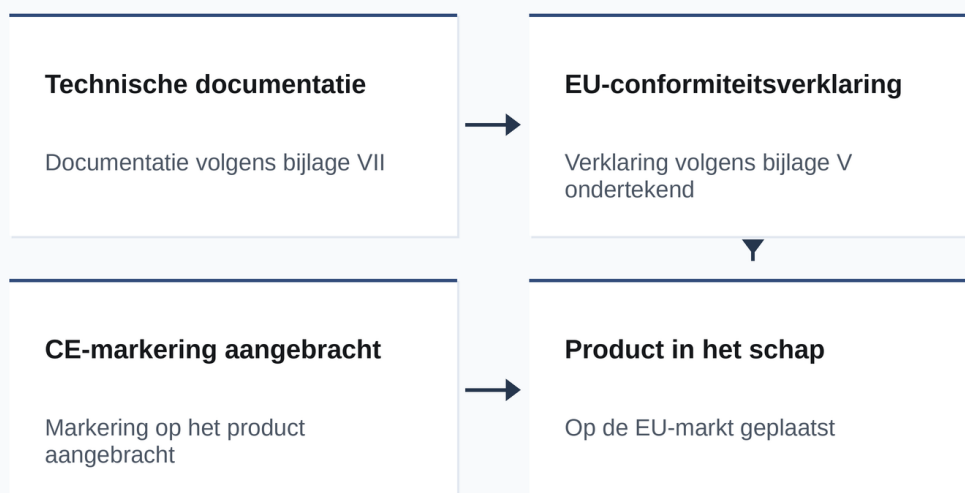 Technische documentatie
Documentatie volgens bijlage VII
EU-conformiteitsverklaring
Verklaring volgens bijlage V
ondertekend
CE-markering aangebracht
Markering op het product
aangebracht
Product in het schap
Op de EU-markt geplaatst